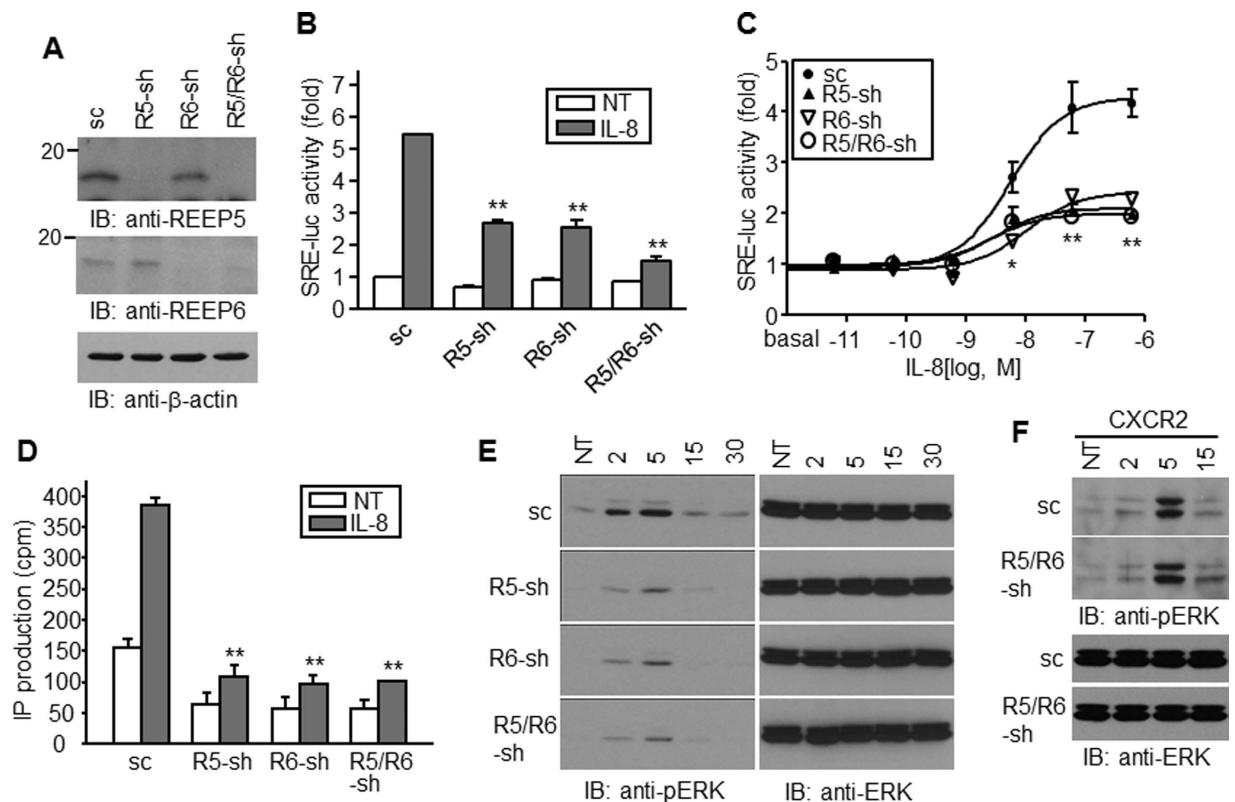 A
sc
R5-sh
R6-sh
R5/R6-sh
20
IB: anti-REEP5
20
IB: anti-REEP6
IB: anti-β-actin
B
SRE-luc activity (fold)
7
6
5
4
3
2
1
0
NT
IL-8
**
**
**
sc
R5-sh
R6-sh
R5/R6-sh
C
SRE-luc activity (fold)
5
4
3
2
1
0
sc
R5-sh
R6-sh
R5/R6-sh
*
**
**
basal -11 -10 -9 -8 -7 -6
IL-8[log, M]
D
IP production (cpm)
400
350
300
250
200
150
100
50
0
NT
IL-8
**
**
**
sc
R5-sh
R6-sh
R5/R6
-sh
E
NT 2 5 15 30
NT 2 5 15 30
sc
R5-sh
R6-sh
R5/R6
-sh
IB: anti-pERK
IB: anti-ERK
F
CXCR2
NT 2 5 15
sc
R5/R6
-sh
IB: anti-pERK
sc
R5/R6
-sh
IB: anti-ERK